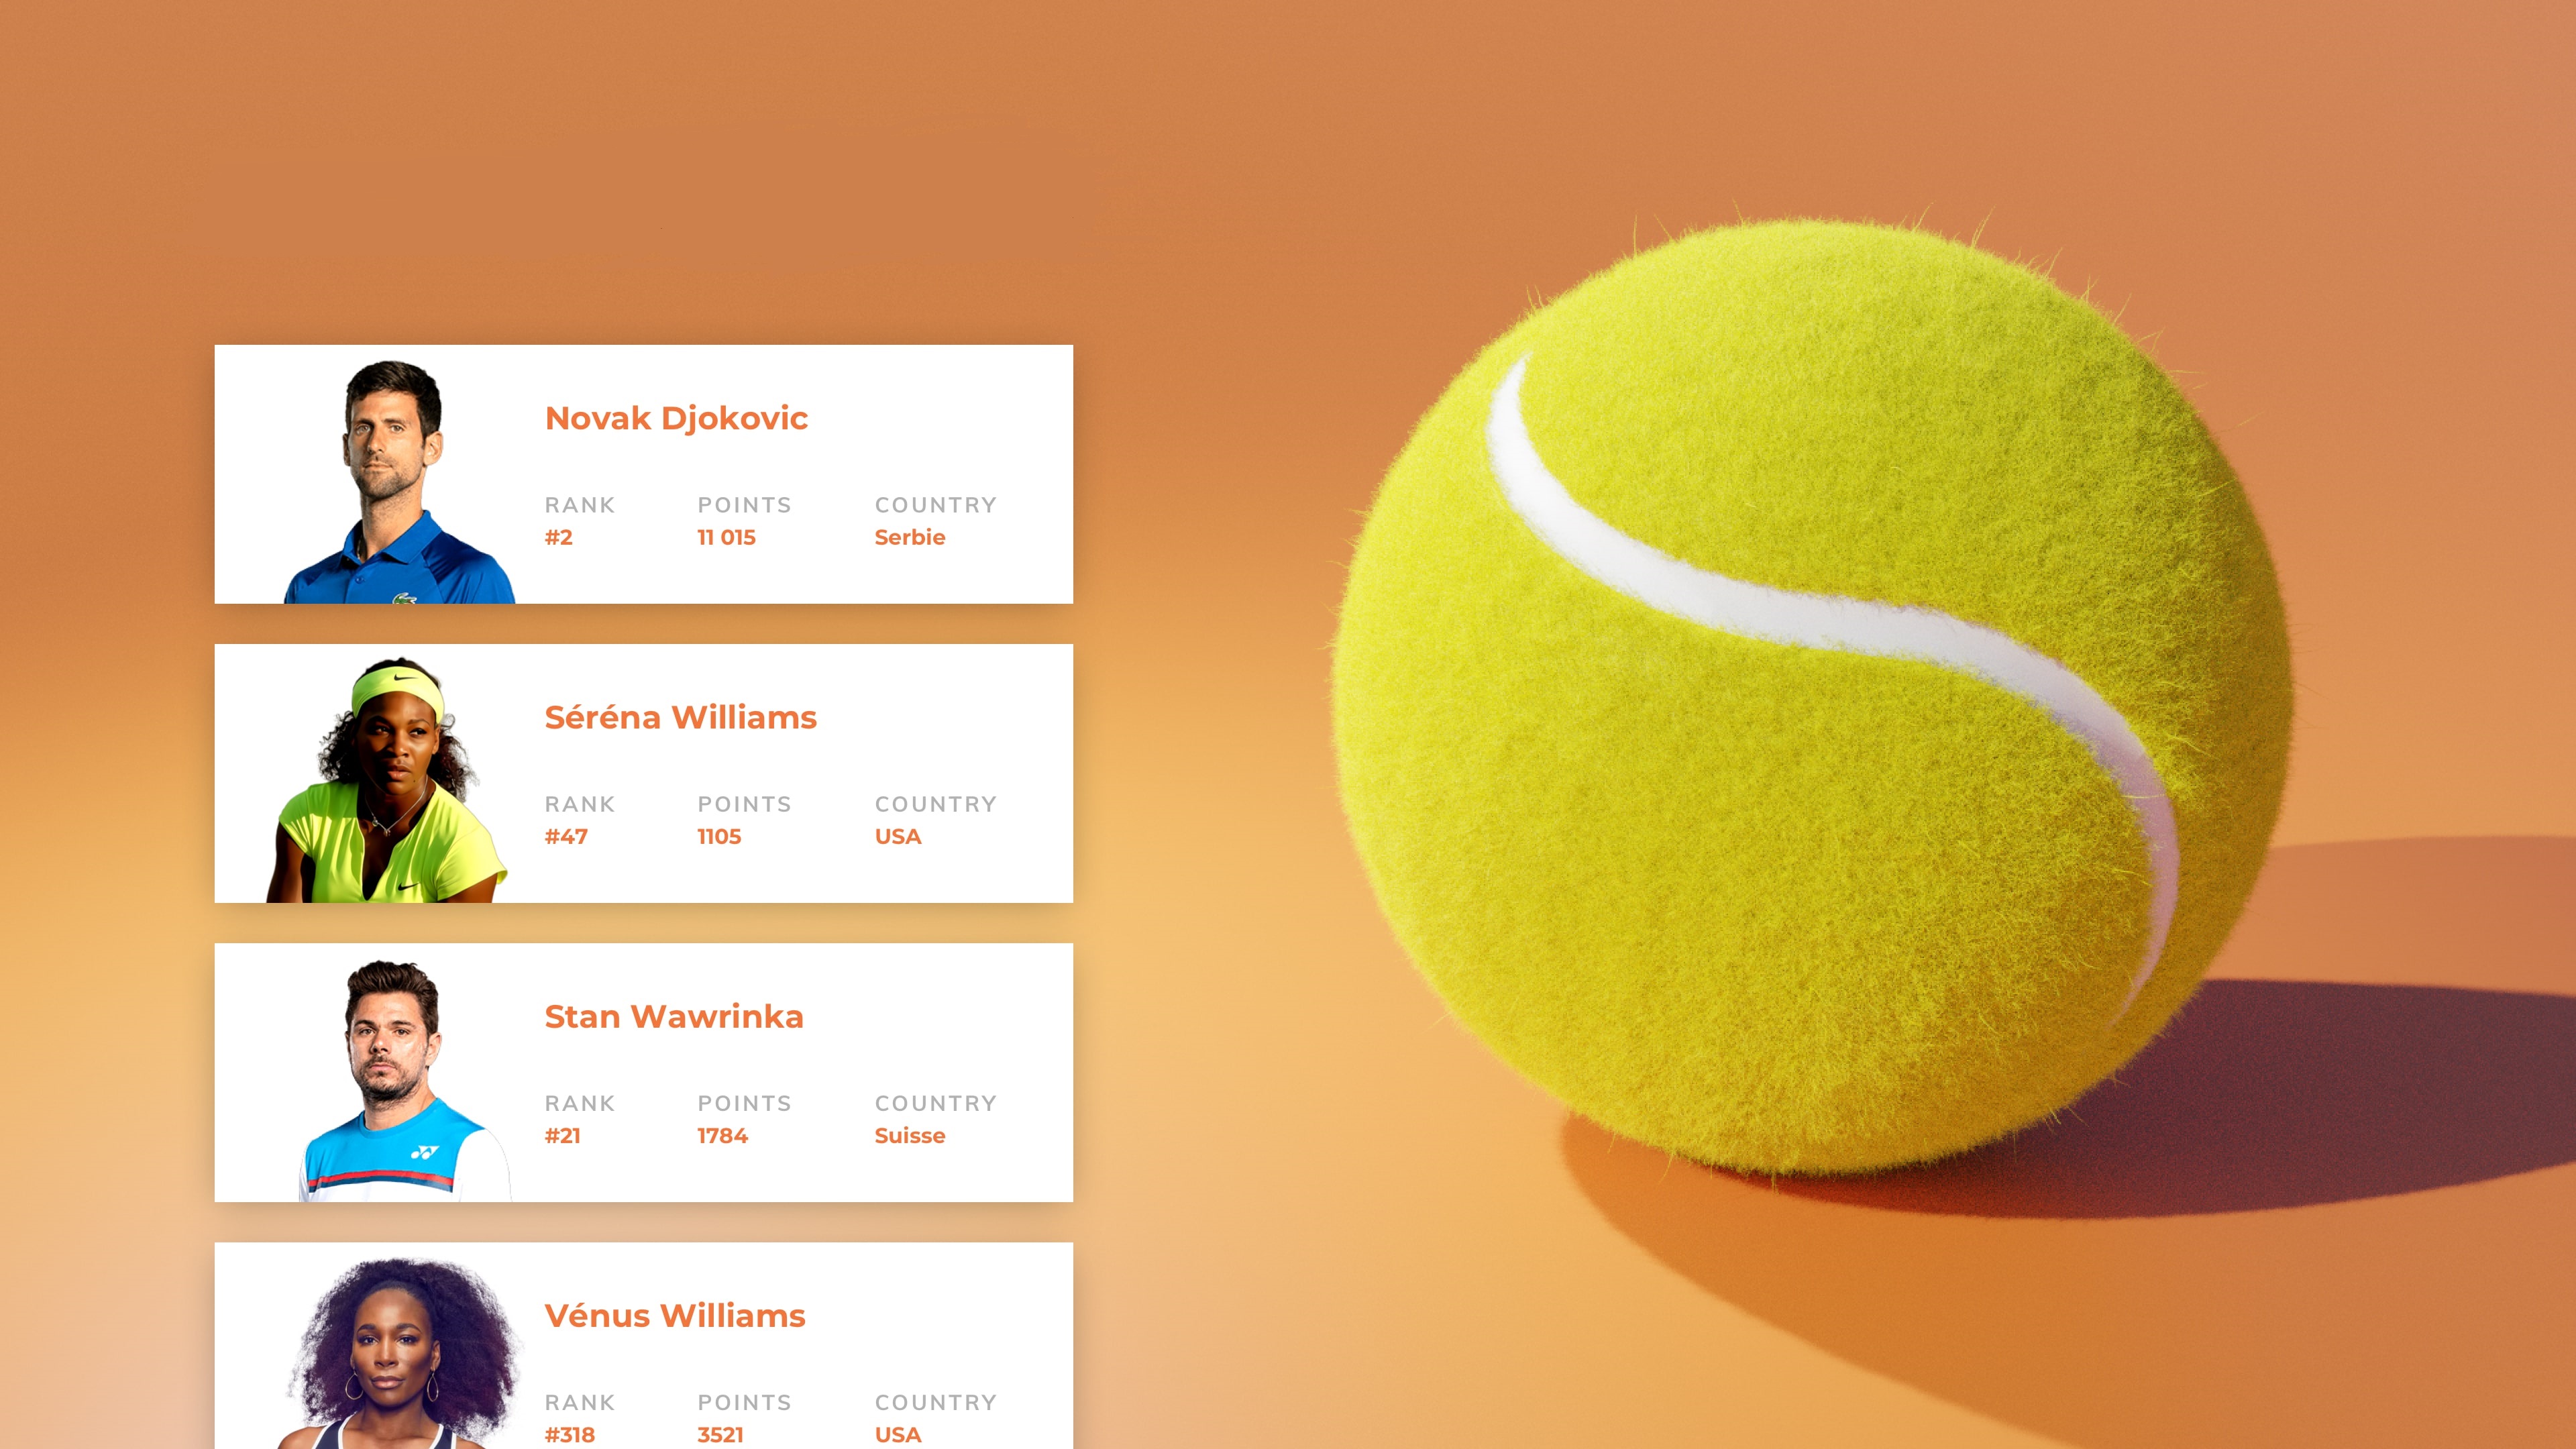 Novak Djokovic
RANK POINTS COUNTRY
#2 11 015 Serbie
Séréna Williams
RANK POINTS COUNTRY
#47 1105 USA
Stan Wawrinka
RANK POINTS COUNTRY
#21 1784 Suisse
Vénus Williams
RANK POINTS COUNTRY
#318 3521 USA